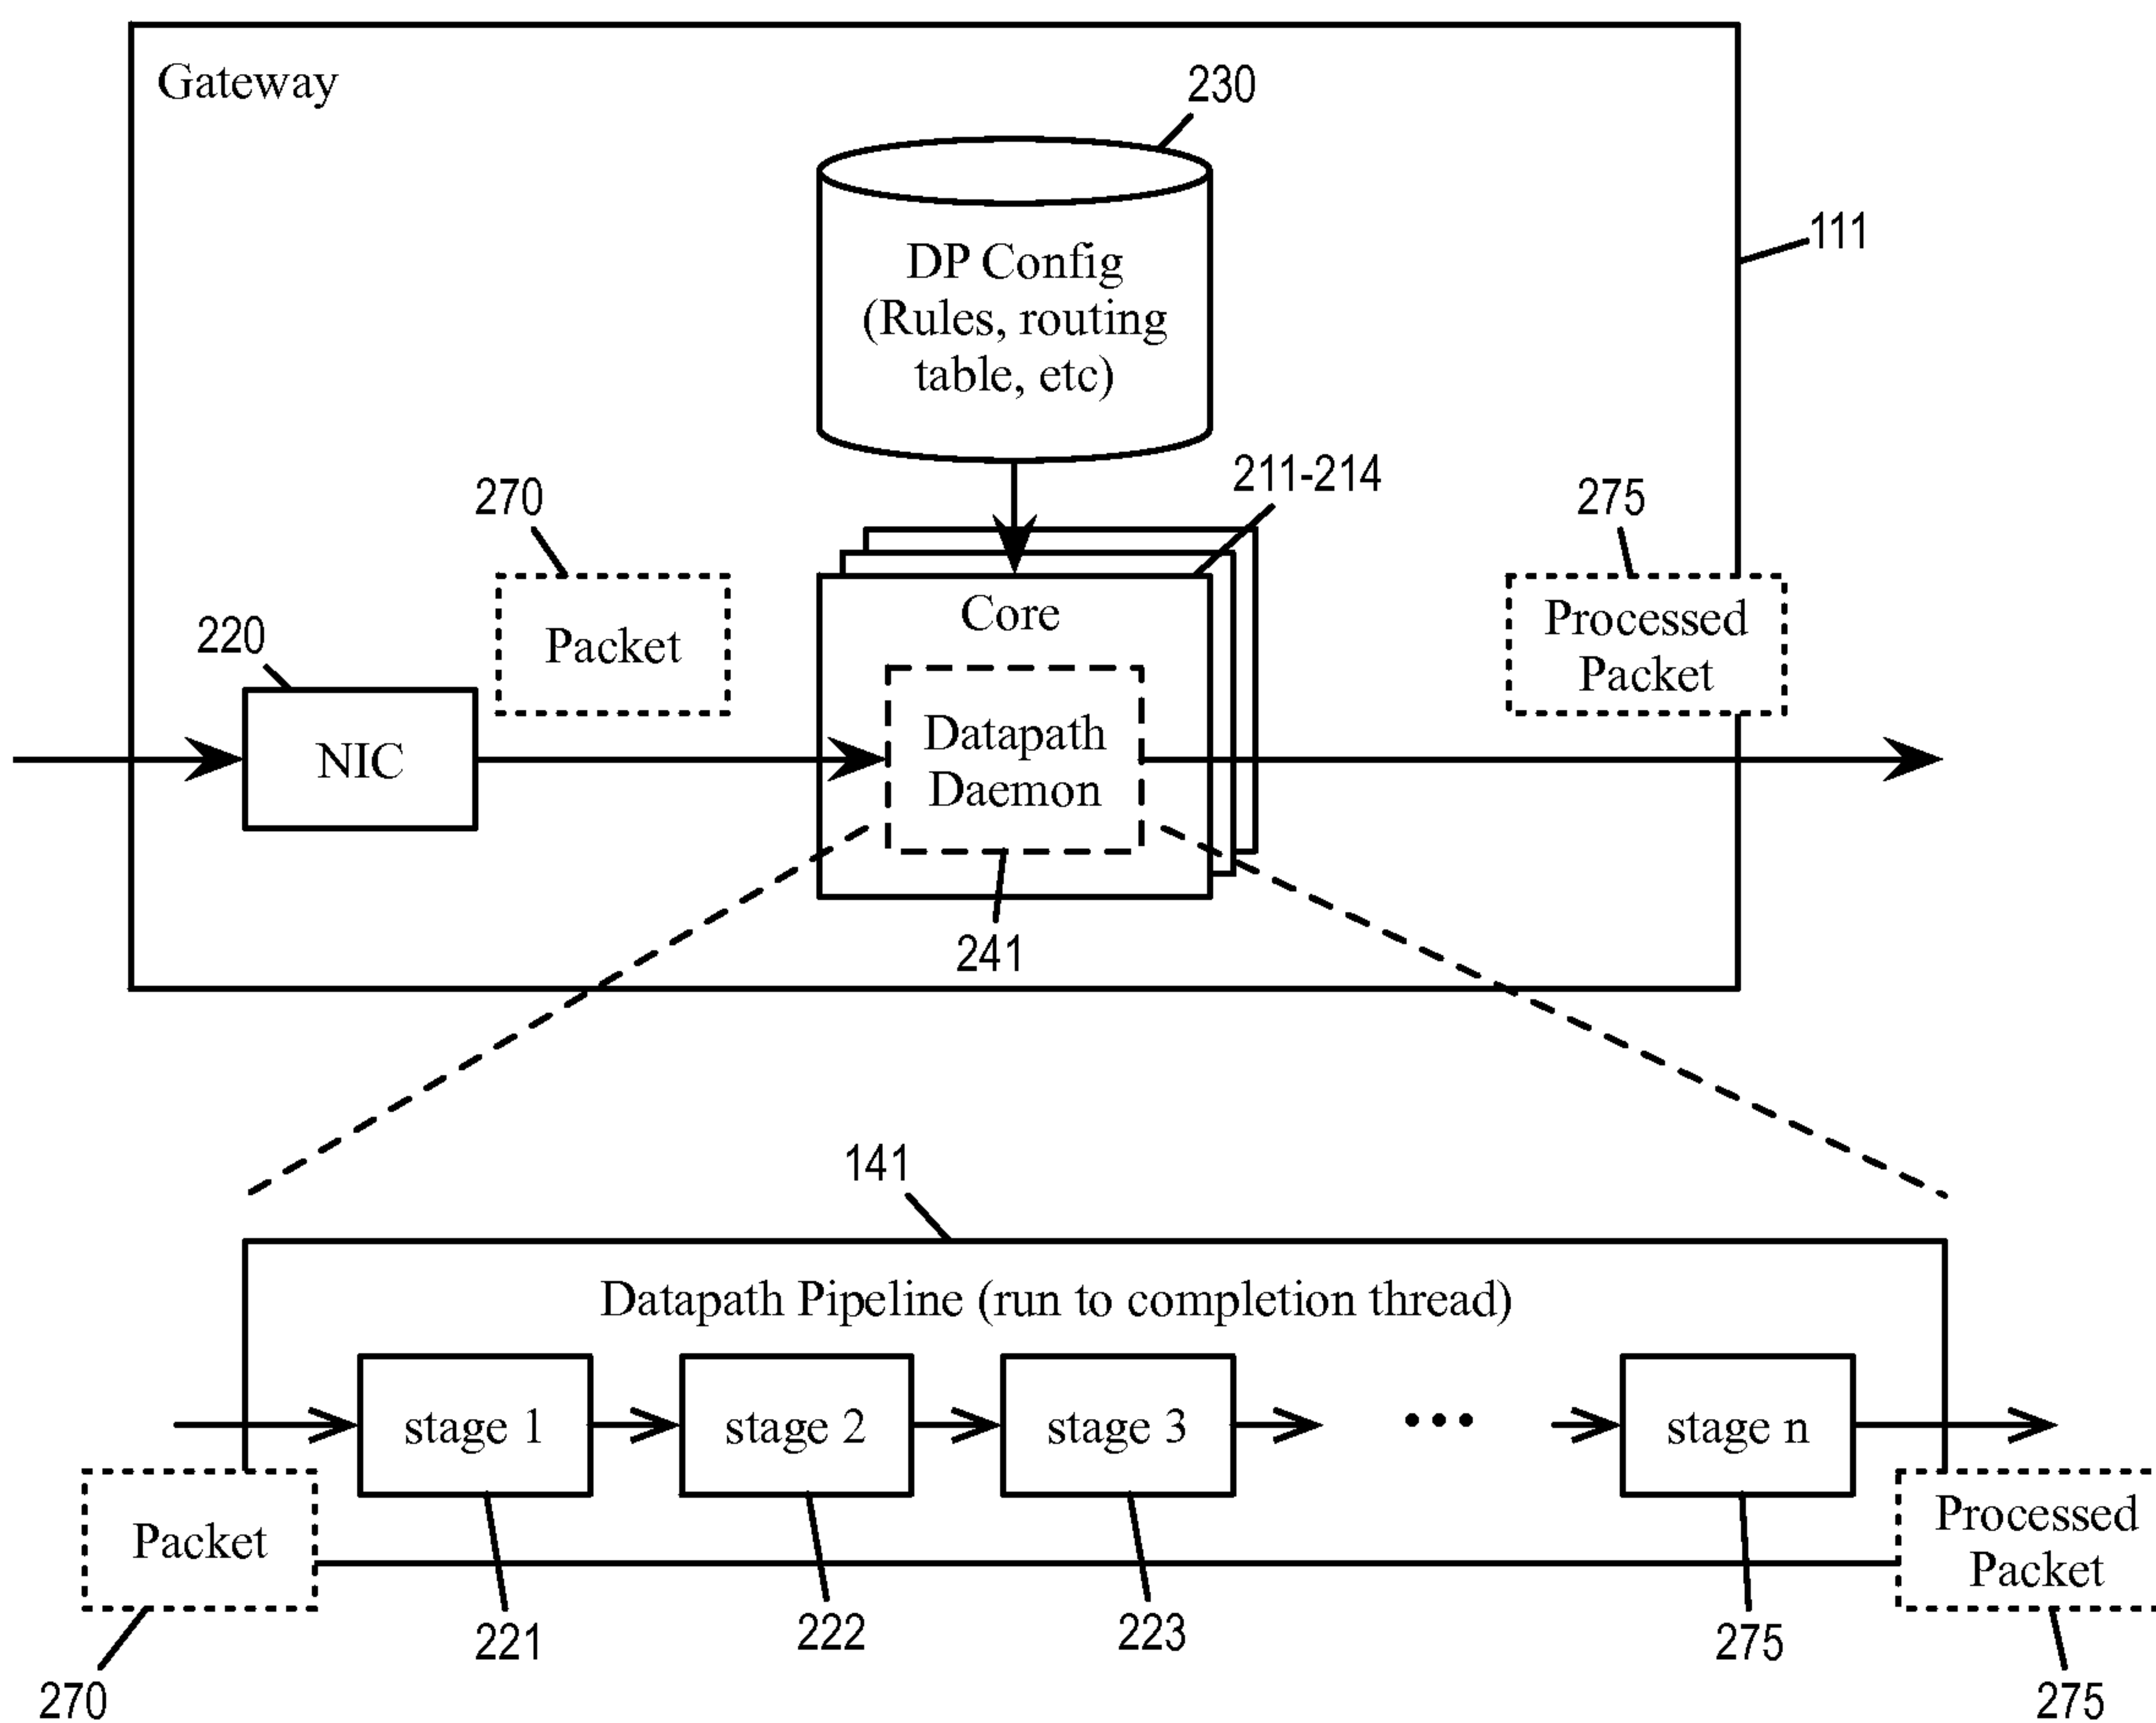 Gateway
230
DP Config
(Rules, routing
table, etc)
111
211-214
270
275
Core
Packet
Processed
Packet
220
NIC
Datapath
Daemon
241
141
Datapath Pipeline (run to completion thread)
stage 1
stage 2
stage 3
•••
stage n
Packet
Processed
Packet
221
222
223
275
270
275